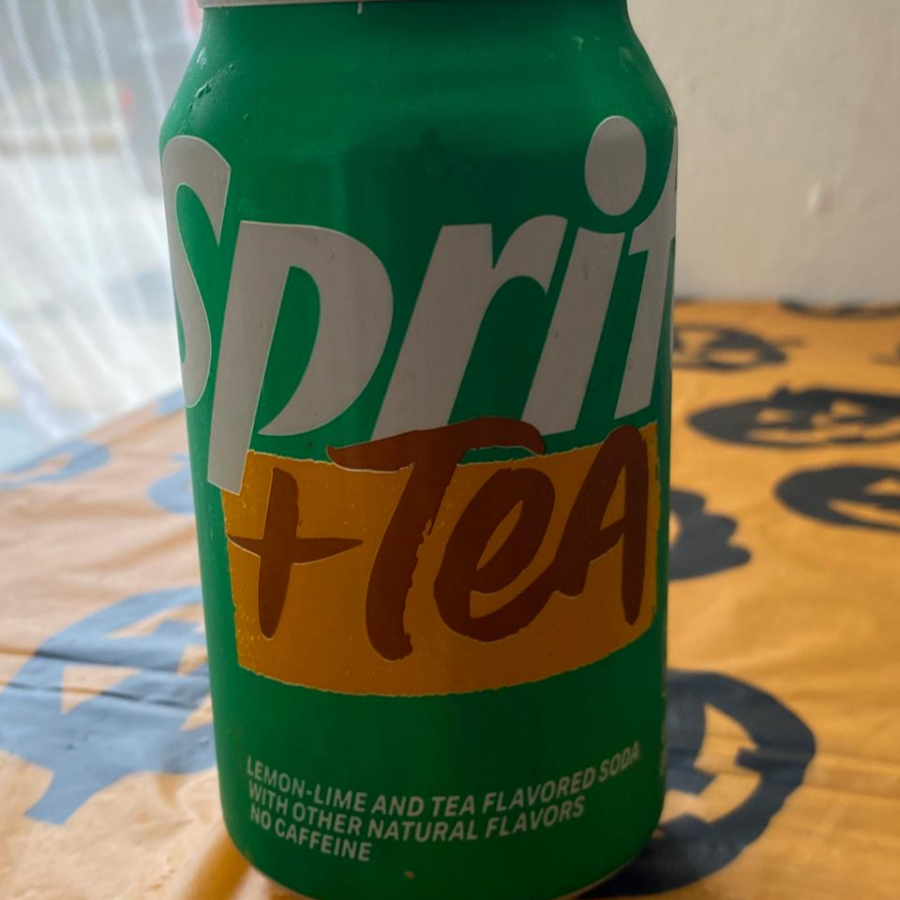 Sprit
+TEA
LEMON-LIME AND TEA FLAVORED SODA
WITH OTHER NATURAL FLAVORS
NO CAFFEINE